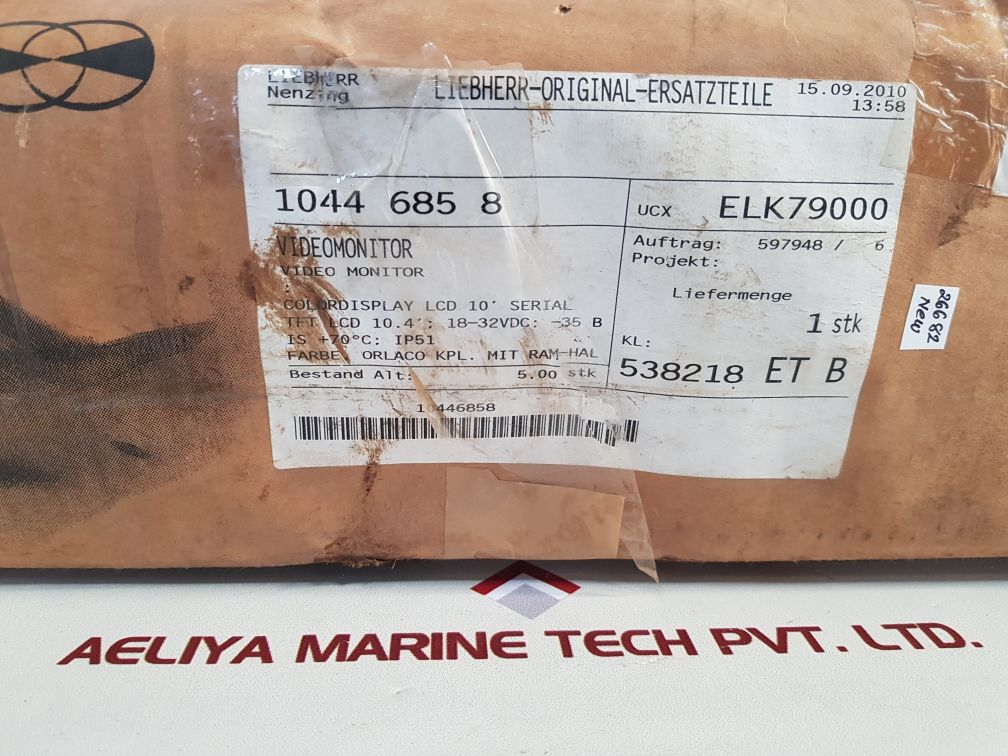 LIEBHERR
Nenzing
LIEBHERR-ORIGINAL-ERSATZTEILE
15.09.2010
13:58
1044 685 8
UCX ELK79000
VIDEOMONITOR
VIDEO MONITOR
:
COLORDISPLAY LCD 10' SERIAL
TFT LCD 10.4': 18-32VDC: -35 B
IS +70°C: IP51
FARBE: ORLACO KPL. MIT RAM-HAL
Bestand Alt: 5.00 stk
Auftrag: 597948 / 6
Projekt:
Liefermenge
1 stk
KL:
538218 ET B
10446858
26682
New
AELIYA MARINE TECH PVT. LTD.